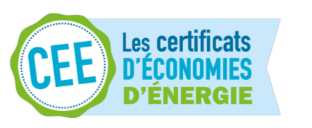 CEE
Les certificats
D'ÉCONOMIES
D'ÉNERGIE